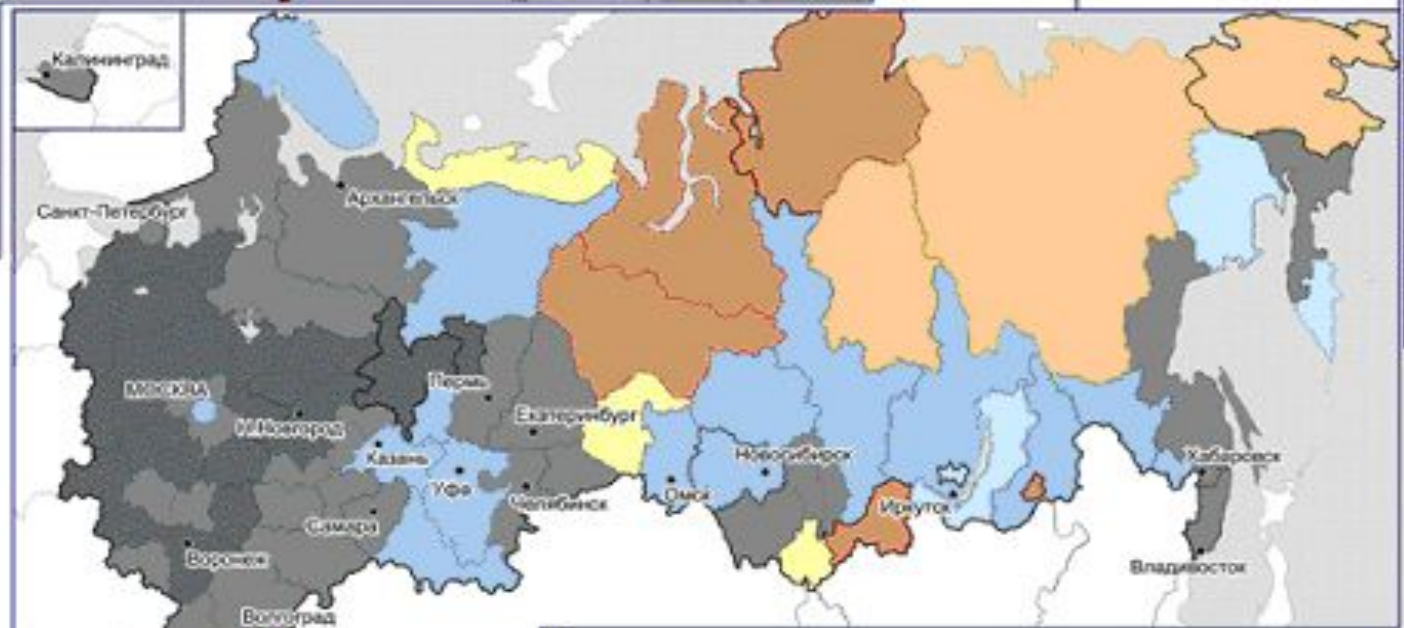 Калининград
Архангельск
Санкт-Петербург
МОСКВА
Пермь
Н.Новгород
Екатеринбург
Казань
Уфа
Челябинск
Новосибирск
Омск
Иркутск
Хабаровск
Самара
Воронеж
Владивосток
Волгоград